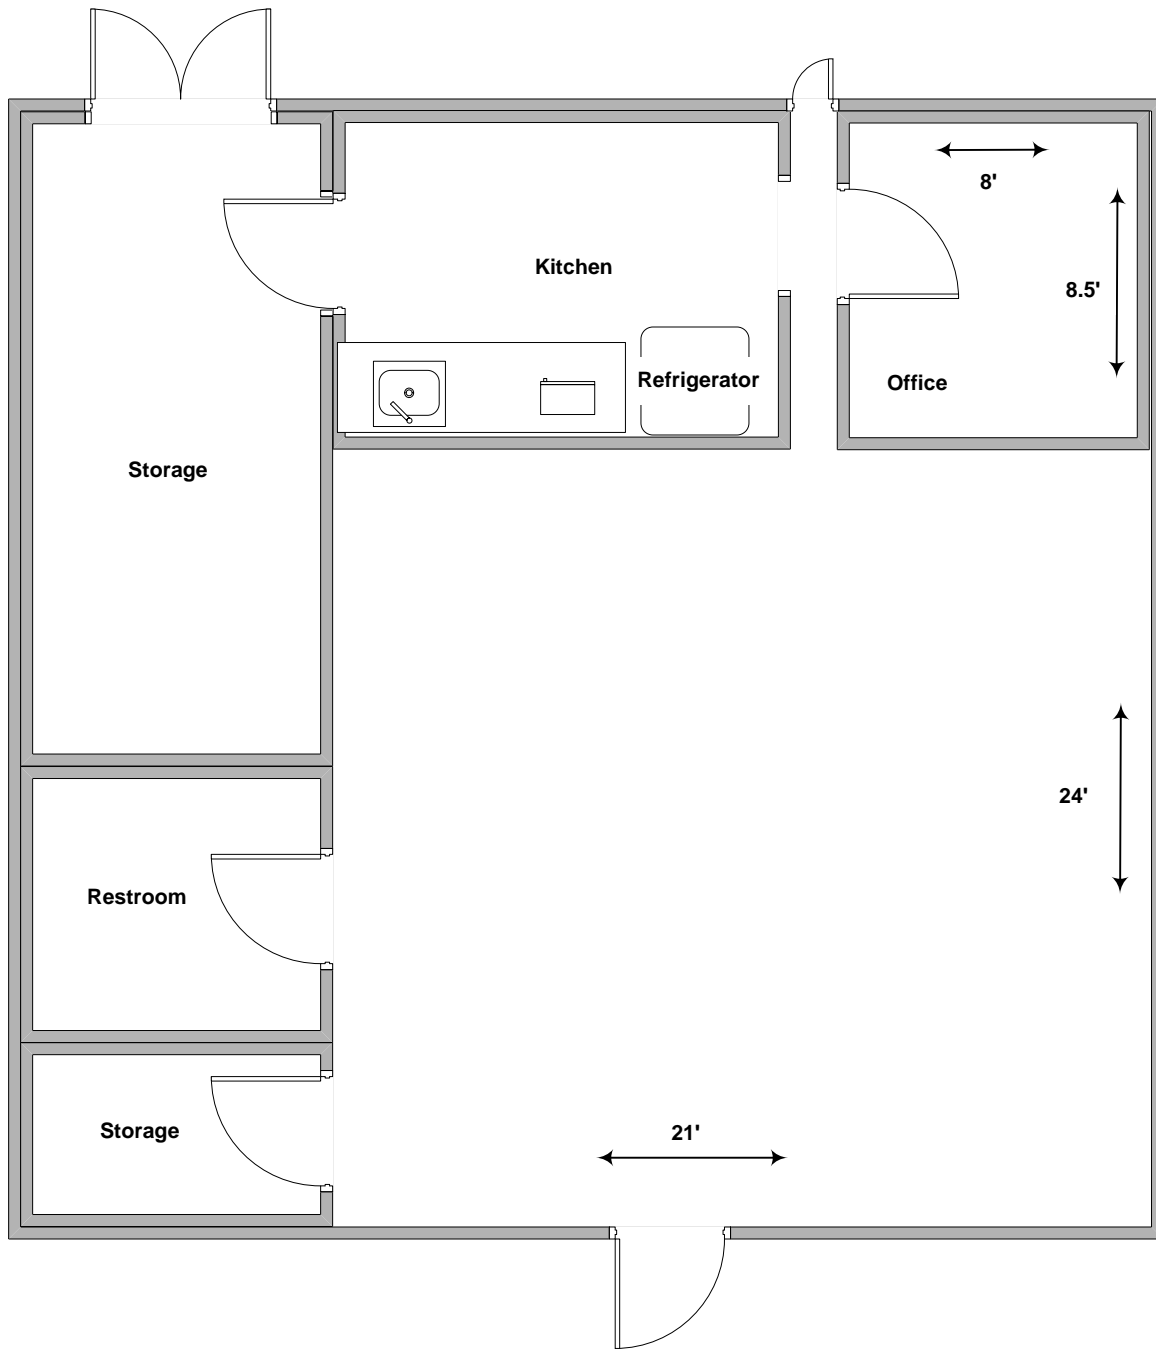 8'
Kitchen
8.5'
Refrigerator
Office
Storage
24'
Restroom
Storage
21'